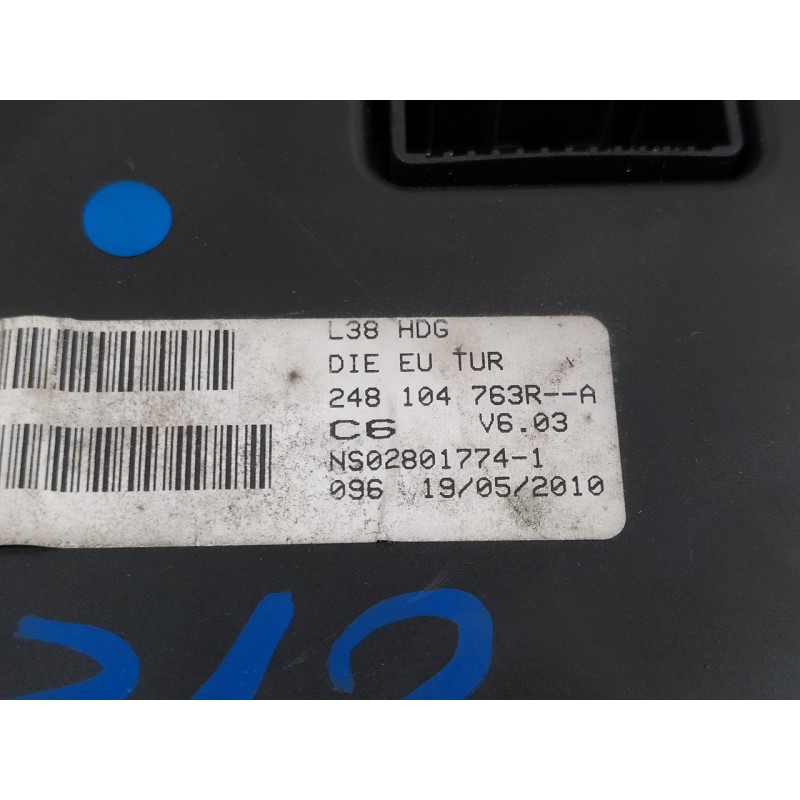 L38 HDG
DIE EU TUR
248 104 763R--A
C6 V6.03
NS02801774-1
096 19/05/2010